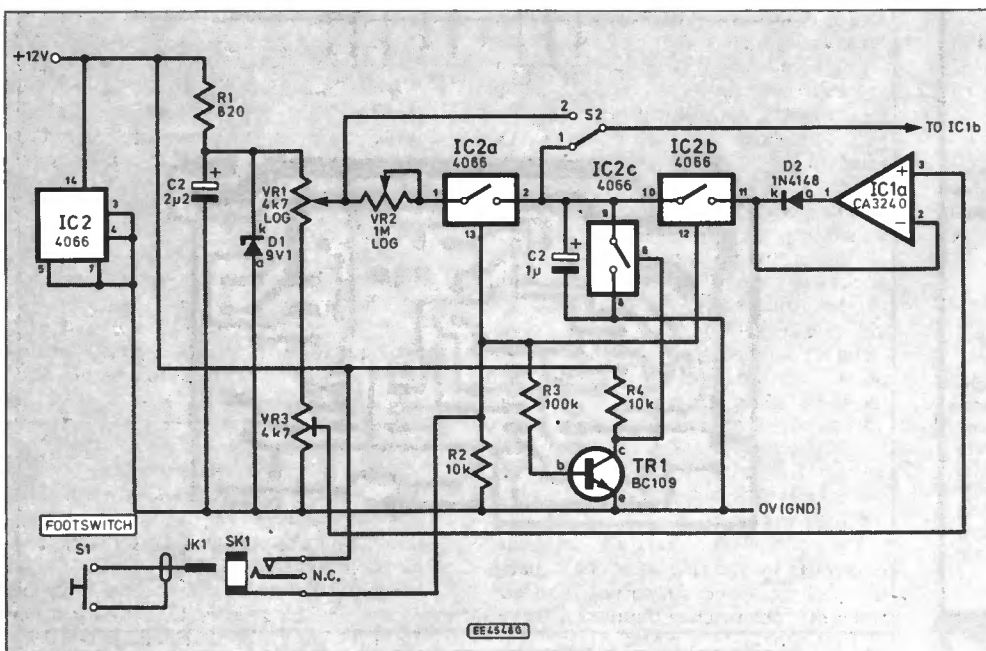 +12V
R1
820
14
IC2
4066
3
4
5
7
+
C2
2μ2
k
D1
9V1
a
VR1
4k7
LOG
VR2
1M
LOG
VR3
4k7
1
IC2a
4066
2
13
2
S2
1
TO IC1b
IC2c
4066
IC2b
4066
10
11
12
9
6
8
+
C2
1μ
D2
1N4148
k
a
1
IC1a
CA3240
+
3
−
2
R3
100k
R4
10k
R2
10k
b
c
e
TR1
BC109
0V (GND)
FOOTSWITCH
S1
JK1
SK1
N.C.
EE4548G